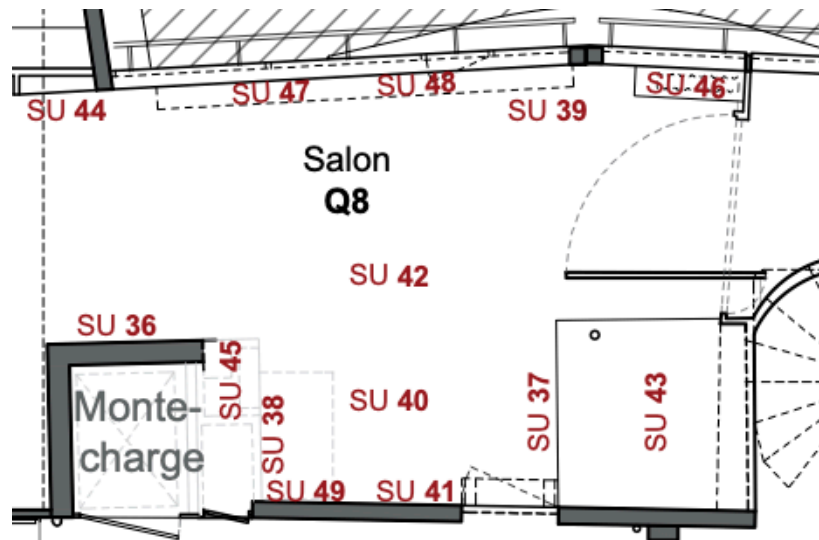 SU 44
SU 47
SU 48
SU 39
SU 46
Salon
Q8
SU 42
SU 36
SU 45
SU 38
SU 40
SU 37
SU 43
Monte-
charge
SU 49
SU 41